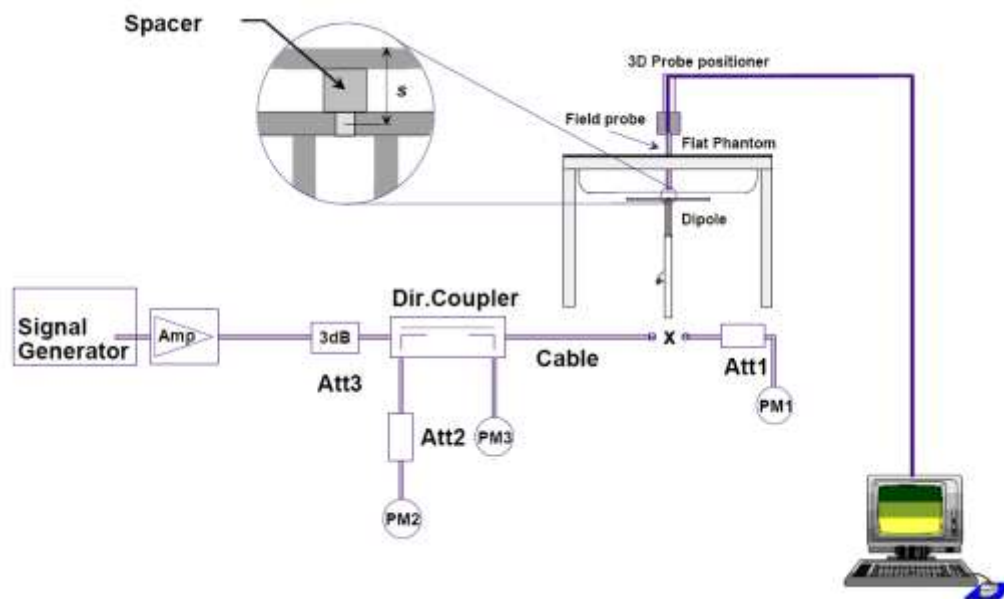 Spacer
s
3D Probe positioner
Field probe
Flat Phantom
Dipole
Signal
Generator
Amp
3dB
Att3
Dir.Coupler
Cable
x
Att1
PM1
Att2
PM3
PM2